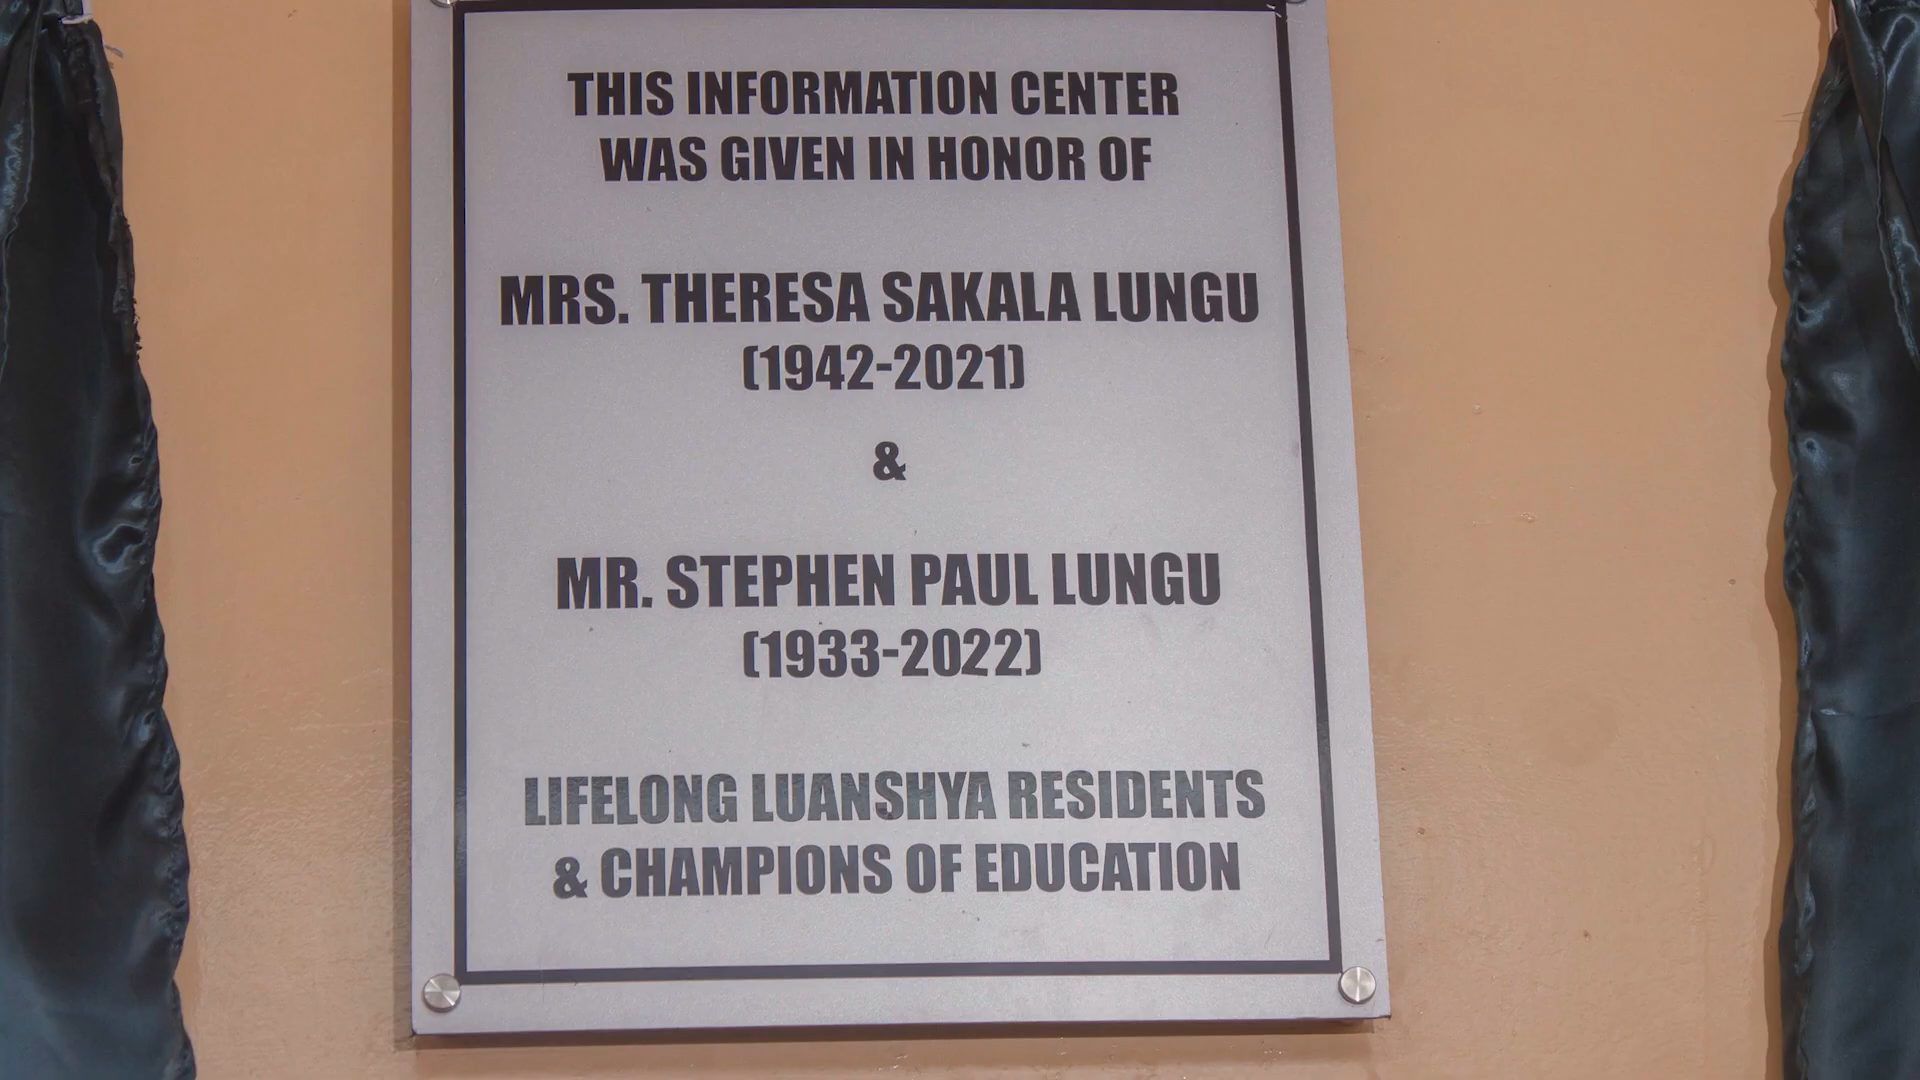 THIS INFORMATION CENTER
WAS GIVEN IN HONOR OF
MRS. THERESA SAKALA LUNGU
(1942-2021)
&
MR. STEPHEN PAUL LUNGU
(1933-2022)
LIFELONG LUANSHYA RESIDENTS
& CHAMPIONS OF EDUCATION